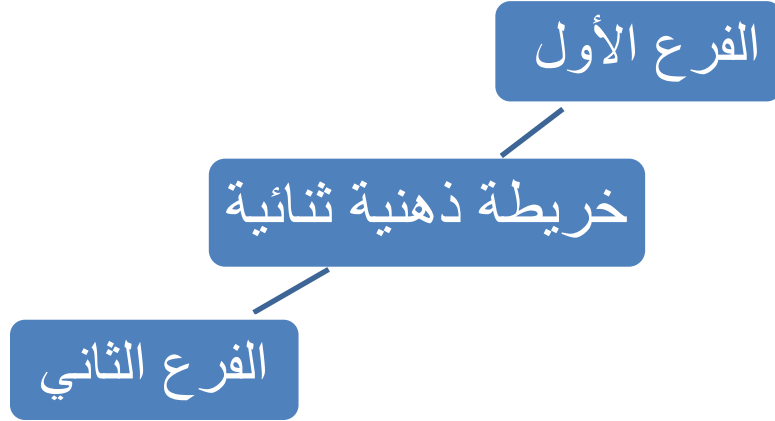 الفرع الأول
خريطة ذهنية ثنائية
الفرع الثاني